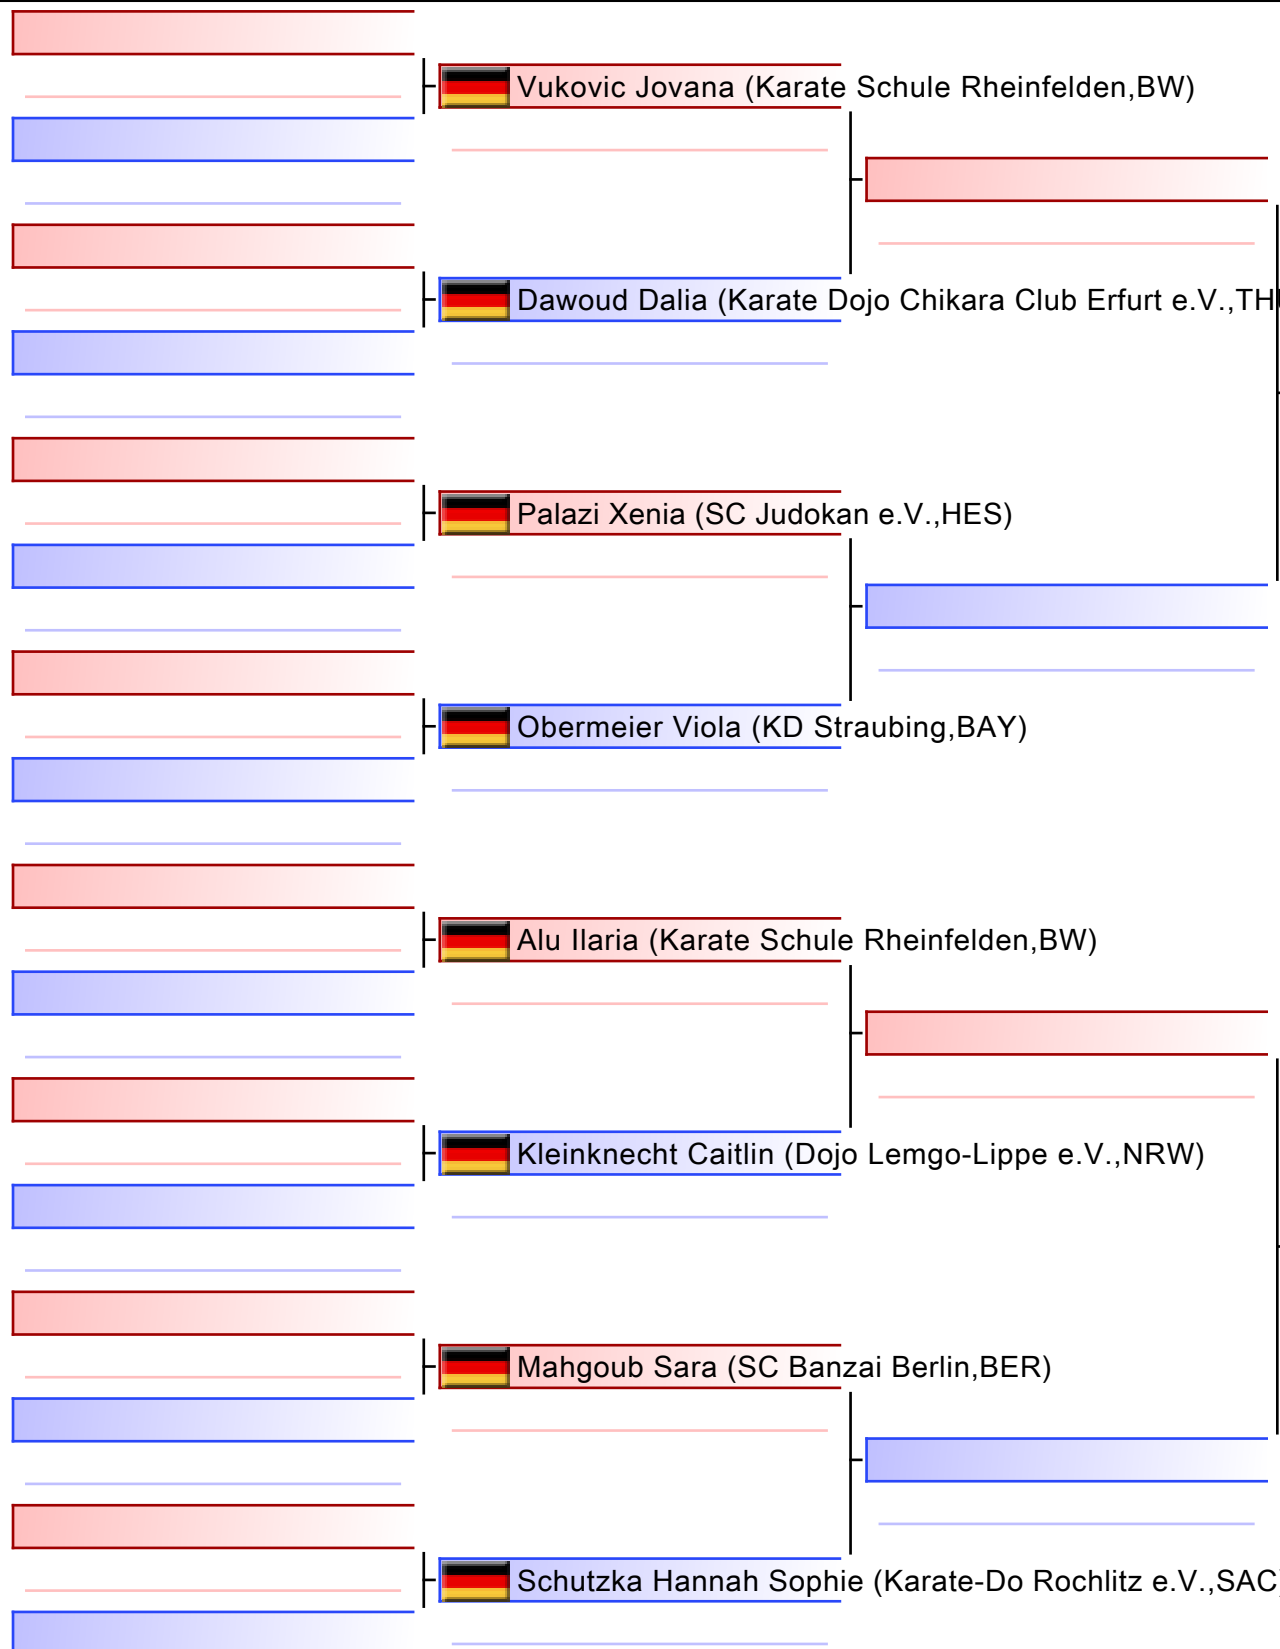 Vukovic Jovana (Karate Schule Rheinfelden,BW)
Dawoud Dalia (Karate Dojo Chikara Club Erfurt e.V.,TH
Palazi Xenia (SC Judokan e.V.,HES)
Obermeier Viola (KD Straubing,BAY)
Alu Ilaria (Karate Schule Rheinfelden,BW)
Kleinknecht Caitlin (Dojo Lemgo-Lippe e.V.,NRW)
Mahgoub Sara (SC Banzai Berlin,BER)
Schutzka Hannah Sophie (Karate-Do Rochlitz e.V.,SAC)